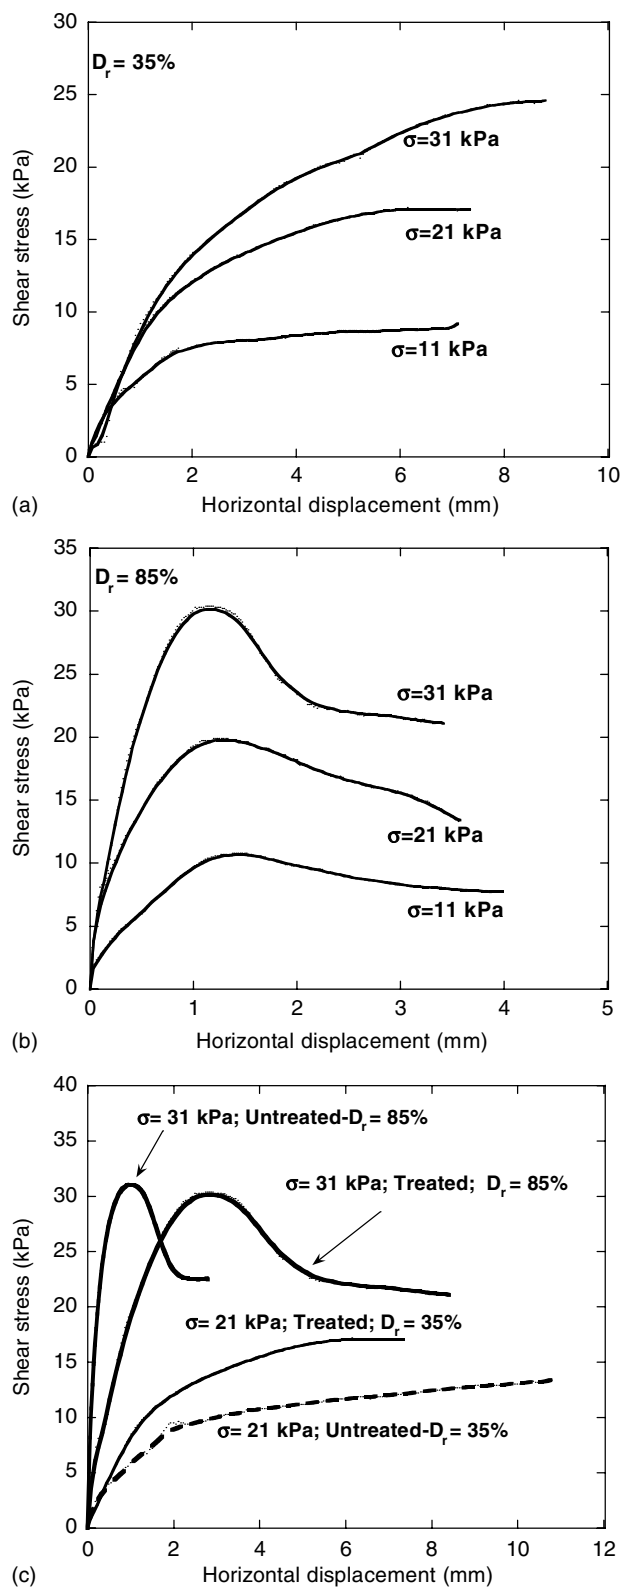 30
D_r = 35%
25
σ=31 kPa
20
σ=21 kPa
15
10
σ=11 kPa
5
0
Shear stress (kPa)
0 2 4 6 8 10
(a) Horizontal displacement (mm)
35
D_r = 85%
30
25
σ=31 kPa
20
15
σ=21 kPa
10
σ=11 kPa
5
0
Shear stress (kPa)
0 1 2 3 4 5
(b) Horizontal displacement (mm)
40
σ= 31 kPa; Untreated-D_r = 85%
35
σ= 31 kPa; Treated; D_r = 85%
30
25
20
σ= 21 kPa; Treated; D_r = 35%
15
10
σ= 21 kPa; Untreated-D_r = 35%
5
0
Shear stress (kPa)
0 2 4 6 8 10 12
(c) Horizontal displacement (mm)